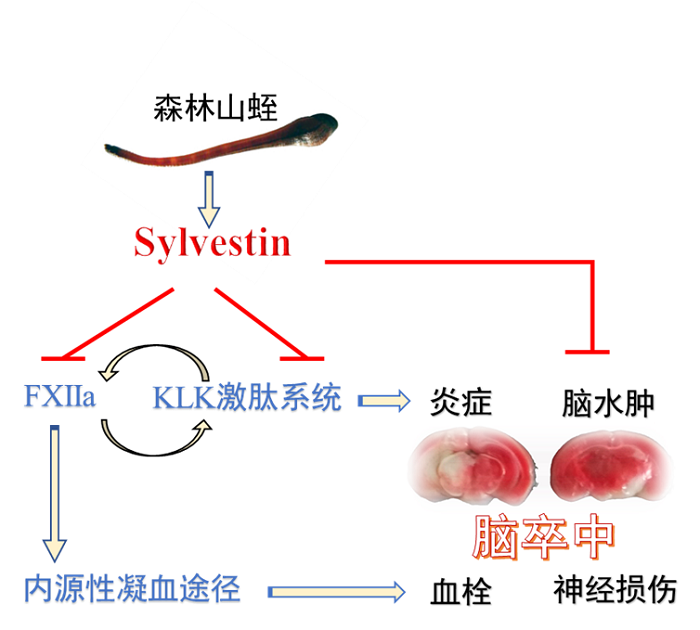 森林山蛭
Sylvestin
FXIIa
KLK激肽系统
炎症
脑水肿
脑卒中
内源性凝血途径
血栓
神经损伤